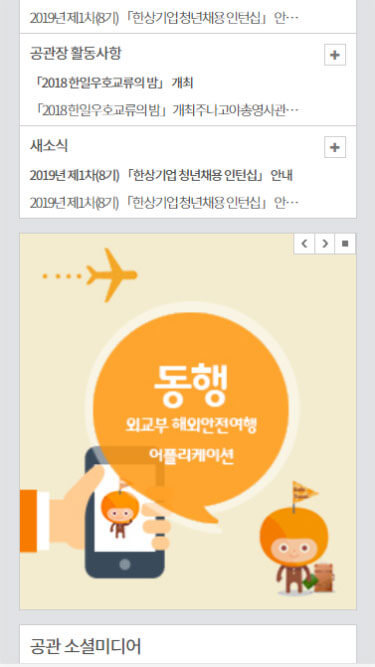 2019년 제1차(8기) 「한상기업 청년채용 인턴십」 안…
공관장 활동사항
「2018 한일우호교류의 밤」 개최
「2018 한일우호교류의 밤」 개최주나고야총영사관…
새소식
2019년 제1차(8기) 「한상기업 청년채용 인턴십」 안내
2019년 제1차(8기) 「한상기업 청년채용 인턴십」 안…
동행
외교부 해외안전여행
어플리케이션
공관 소셜미디어